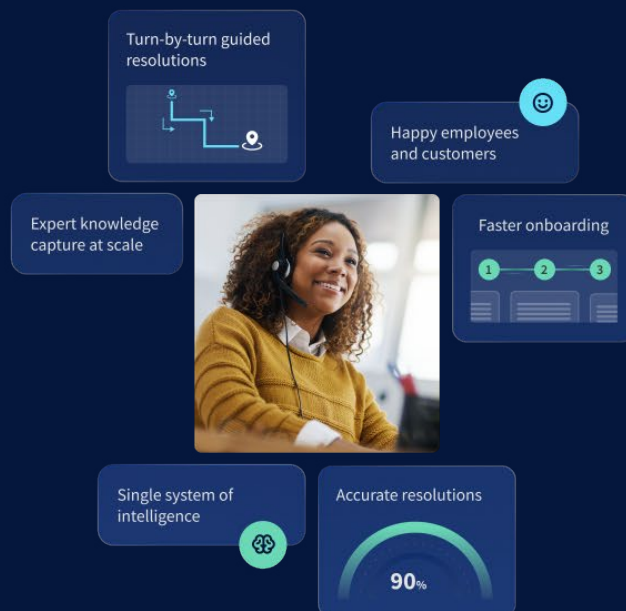 Turn-by-turn guided
resolutions
Happy employees
and customers
Expert knowledge
capture at scale
Faster onboarding
1 2 3
Single system of
intelligence
Accurate resolutions
90%